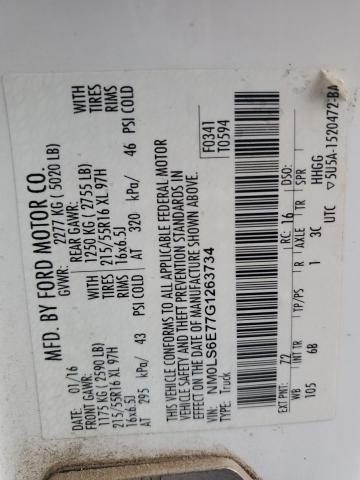 MFD. BY FORD MOTOR CO.
DATE: 01/16 GVWR: 2277 KG ( 5020 LB)
FRONT GAWR: REAR GAWR:
1175 KG (2590 LB) 1250 KG ( 2755 LB) WITH
215/55R16 XL 97H 215/55R16 XL 97H TIRES
16x6.5J 16x6.5J RIMS
AT 295 kPa/ 43 PSI COLD AT 320 kPa/ 46 PSI COLD
THIS VEHICLE CONFORMS TO ALL APPLICABLE FEDERAL MOTOR
VEHICLE SAFETY AND THEFT PREVENTION STANDARDS IN
EFFECT ON THE DATE OF MANUFACTURE SHOWN ABOVE.
VIN: NM0LS6E77G1263734 F0341
TYPE: Truck T0594
EXT PNT: 7Z RC: 16 DSO:
WB INT TR TP/PS R AXLE TR SPR
105 6B 1 3C HHGG
UTC 5U5A-1520472-BA